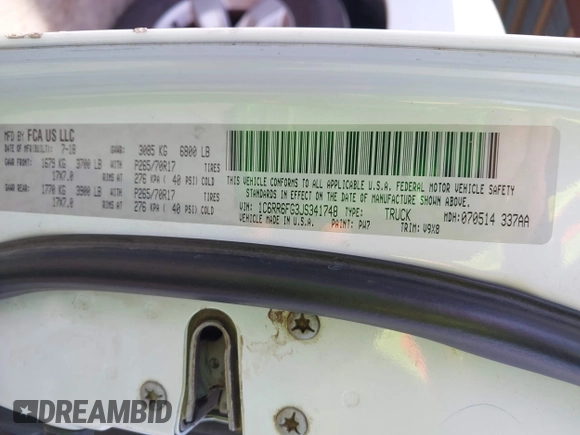 MFD BY FCA US LLC
DATE OF MFR(BUILT): 7-18 GVWR: 3085 KG 6800 LB
GAWR FRONT: 1679 KG 3700 LB WITH P265/70R17 TIRES
17X7.0 RIMS AT 276 KPA ( 40 PSI) COLD
GAWR REAR: 1770 KG 3900 LB WITH P265/70R17 TIRES
17X7.0 RIMS AT 276 KPA ( 40 PSI) COLD
THIS VEHICLE CONFORMS TO ALL APPLICABLE U.S.A. FEDERAL MOTOR VEHICLE SAFETY
STANDARDS IN EFFECT ON THE DATE OF MANUFACTURE SHOWN ABOVE.
VIN: 1C6RR6FG3JS341748 TYPE: TRUCK MDH: 070514 337AA
VEHICLE MADE IN U.S.A. PAINT: PW7 TRIM: V9X8
DREAMBID